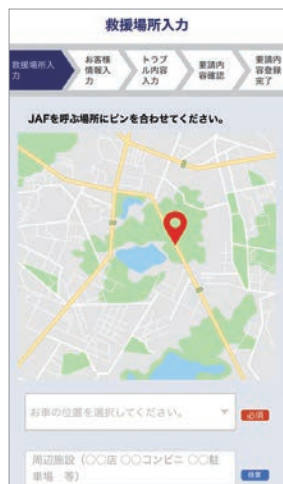 救援場所入力
救援場所入
力
お客様
情報入
力
トラブ
ル内容
入力
要請内
容確認
要請内
容登録
完了
JAFを呼ぶ場所にピンを合わせてください。
お車の位置を選択してください。
必須
周辺施設（〇〇店 〇〇コンビニ 〇〇駐
車場 等）